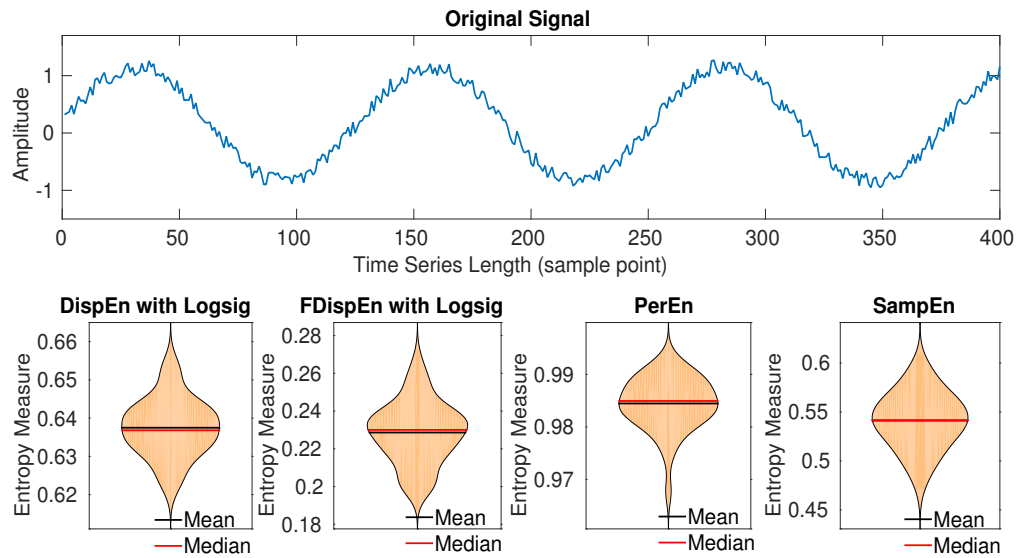 Original Signal
Amplitude
1
0
-1
0 50 100 150 200 250 300 350 400
Time Series Length (sample point)
DispEn with Logsig
Entropy Measure
0.66
0.65
0.64
0.63
0.62
Mean
Median
FDispEn with Logsig
Entropy Measure
0.28
0.26
0.24
0.22
0.2
0.18
Mean
Median
PerEn
Entropy Measure
0.99
0.98
0.97
Mean
Median
SampEn
Entropy Measure
0.6
0.55
0.5
0.45
Mean
Median